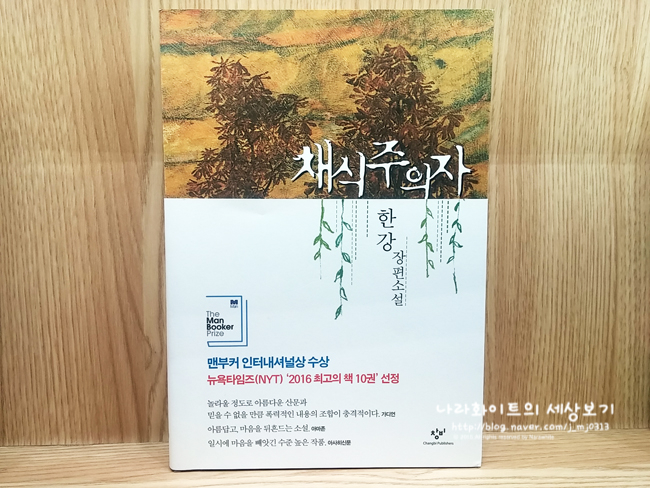 채식주의자
한강
장편소설
The
Man
Booker
Prize
맨부커 인터내셔널상 수상
뉴욕타임즈(NYT) '2016 최고의 책 10권' 선정
놀라울 정도로 아름다운 산문과
믿을 수 없을 만큼 폭력적인 내용의 조합이 충격적이다. 가디언
아름답고, 마음을 뒤흔드는 소설. 아마존
일시에 마음을 빼앗긴 수준 높은 작품. 아사히신문
창비
Changbi Publishers
나라화이트의 세상보기
http://blog.naver.com/j_mj0313